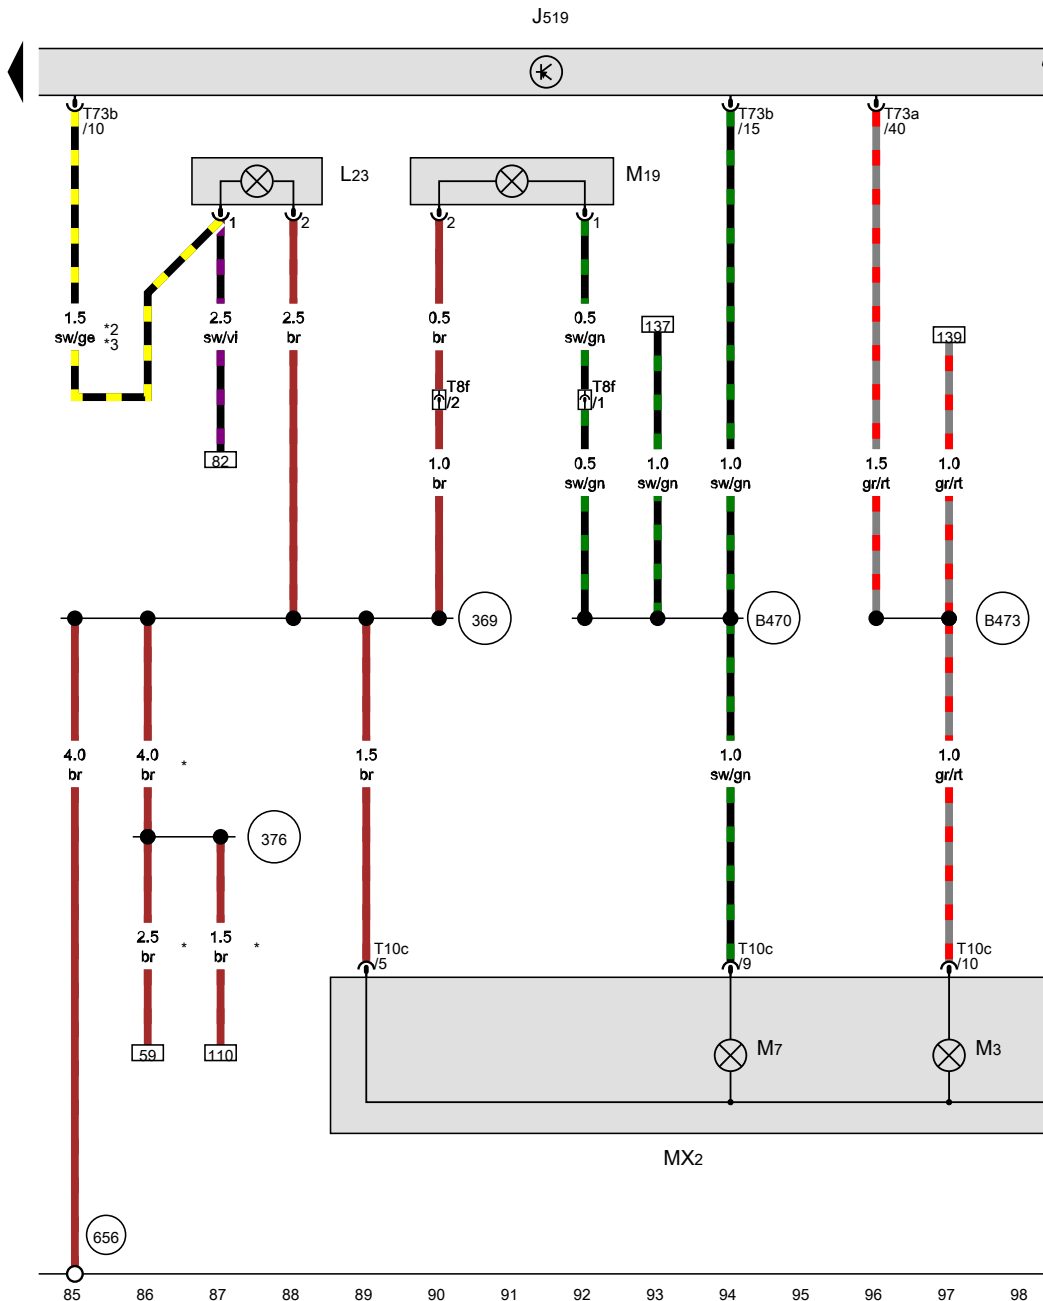 J519
T73b
/10
T73b
/15
T73a
/40
L23
M19
1
2
2
1
1.5
sw/ge
*2
*3
2.5
sw/vi
2.5
br
0.5
br
0.5
sw/gn
137
139
T8f
/2
T8f
/1
82
1.0
br
0.5
sw/gn
1.0
sw/gn
1.0
sw/gn
1.5
gr/rt
1.0
gr/rt
369
B470
B473
4.0
br
4.0
br
*
1.5
br
1.0
sw/gn
1.0
gr/rt
376
2.5
br
*
1.5
br
*
T10c
/5
T10c
/9
T10c
/10
59
110
M7
M3
MX2
656
85 86 87 88 89 90 91 92 93 94 95 96 97 98